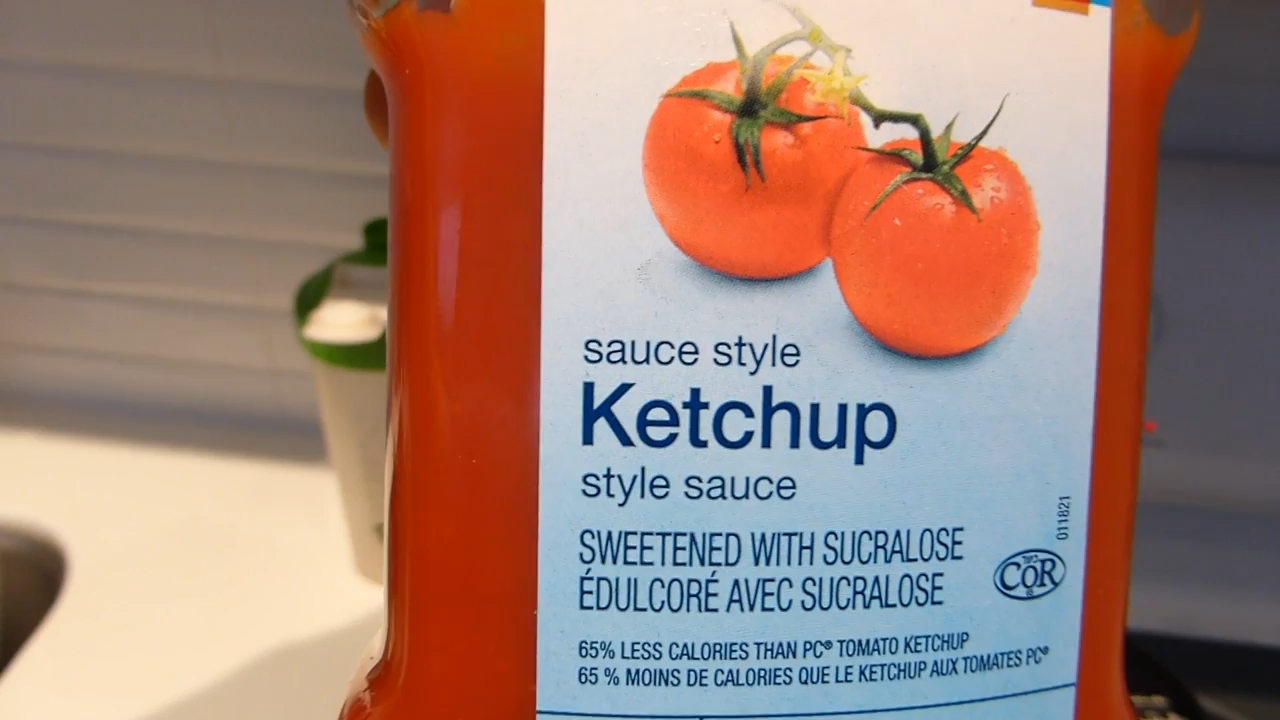 sauce style
Ketchup
style sauce
011821
SWEETENED WITH SUCRALOSE
ÉDULCORÉ AVEC SUCRALOSE
COR
65% LESS CALORIES THAN PC® TOMATO KETCHUP
65 % MOINS DE CALORIES QUE LE KETCHUP AUX TOMATES PC®